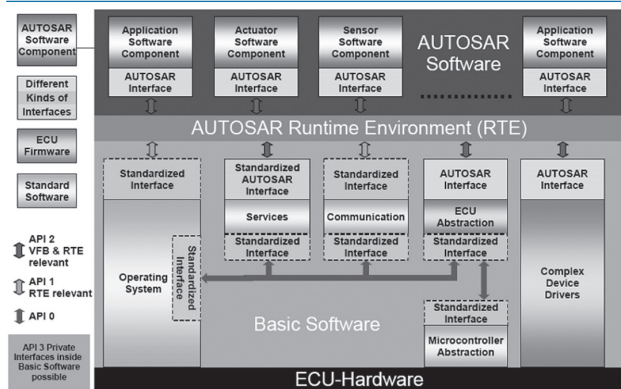 AUTOSAR
Software
Component
Different
Kinds of
Interfaces
ECU
Firmware
Standard
Software
API 2
VFB & RTE
relevant
API 1
RTE relevant
API 0
API 3 Private
Interfaces inside
Basic Software
possible
Application
Software
Component
AUTOSAR
Interface
Actuator
Software
Component
AUTOSAR
Interface
Sensor
Software
Component
AUTOSAR
Interface
AUTOSAR
Software
Application
Software
Component
AUTOSAR
Interface
AUTOSAR Runtime Environment (RTE)
Standardized
Interface
Operating
System
Standardized
Interface
Standardized
AUTOSAR
Interface
Services
Standardized
Interface
Standardized
Interface
Communication
Standardized
Interface
AUTOSAR
Interface
ECU
Abstraction
Standardized
Interface
Standardized
Interface
Microcontroller
Abstraction
AUTOSAR
Interface
Complex
Device
Drivers
Basic Software
ECU-Hardware